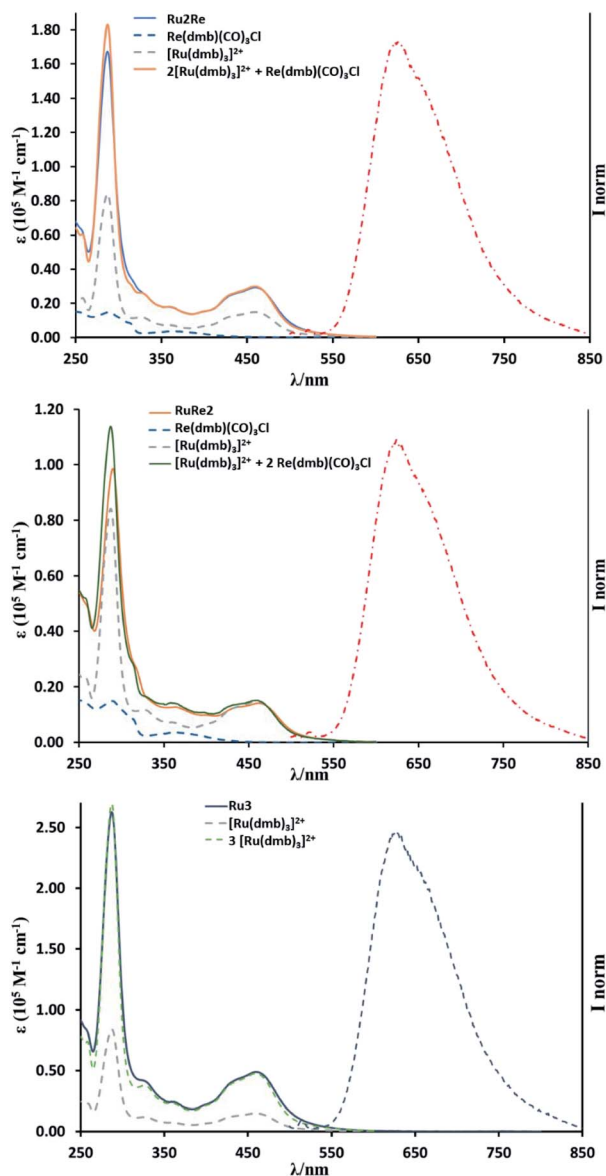 Ru2Re
Re(dmb)(CO)₃Cl
[Ru(dmb)₃]²⁺
2[Ru(dmb)₃]²⁺ + Re(dmb)(CO)₃Cl
ε (10⁵ M⁻¹ cm⁻¹)
1.80
1.60
1.40
1.20
1.00
0.80
0.60
0.40
0.20
0.00
250 350 450 550 650 750 850
λ/nm
I norm
RuRe2
Re(dmb)(CO)₃Cl
[Ru(dmb)₃]²⁺
[Ru(dmb)₃]²⁺ + 2 Re(dmb)(CO)₃Cl
ε (10⁵ M⁻¹ cm⁻¹)
1.20
1.00
0.80
0.60
0.40
0.20
0.00
250 350 450 550 650 750 850
λ/nm
I norm
Ru3
[Ru(dmb)₃]²⁺
3 [Ru(dmb)₃]²⁺
ε (10⁵ M⁻¹ cm⁻¹)
2.50
2.00
1.50
1.00
0.50
0.00
250 350 450 550 650 750 850
λ/nm
I norm